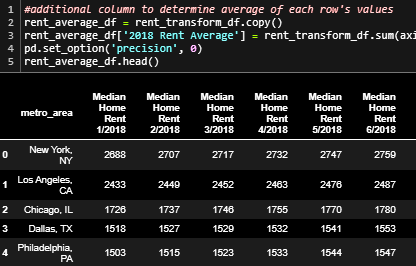 1 #additional column to determine average of each row's values
2 rent_average_df = rent_transform_df.copy()
3 rent_average_df['2018 Rent Average'] = rent_transform_df.sum(axi
4 pd.set_option('precision', 0)
5 rent_average_df.head()
metro_area Median Home Rent 1/2018 Median Home Rent 2/2018 Median Home Rent 3/2018 Median Home Rent 4/2018 Median Home Rent 5/2018 Median Home Rent 6/2018
0 New York, NY 2688 2707 2717 2732 2747 2759
1 Los Angeles, CA 2433 2449 2452 2463 2476 2487
2 Chicago, IL 1726 1737 1746 1755 1770 1780
3 Dallas, TX 1518 1527 1529 1532 1541 1553
4 Philadelphia, PA 1503 1515 1523 1533 1544 1547